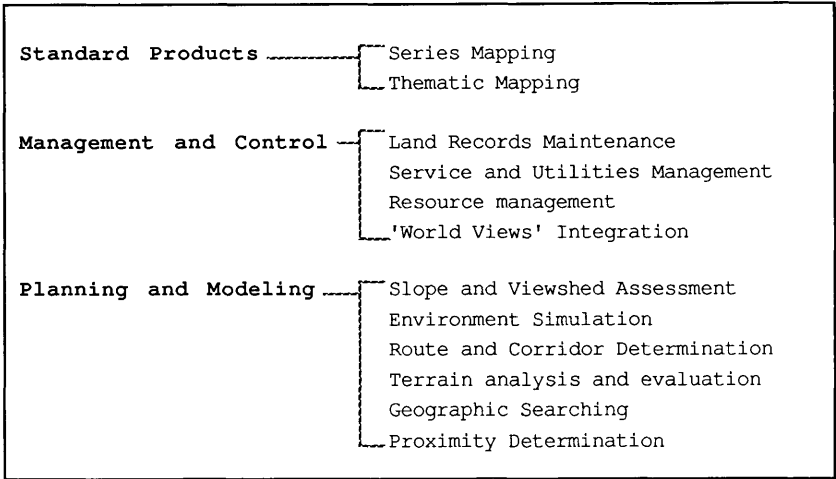 Standard Products Series Mapping
Thematic Mapping
Management and Control Land Records Maintenance
Service and Utilities Management
Resource management
'World Views' Integration
Planning and Modeling Slope and Viewshed Assessment
Environment Simulation
Route and Corridor Determination
Terrain analysis and evaluation
Geographic Searching
Proximity Determination